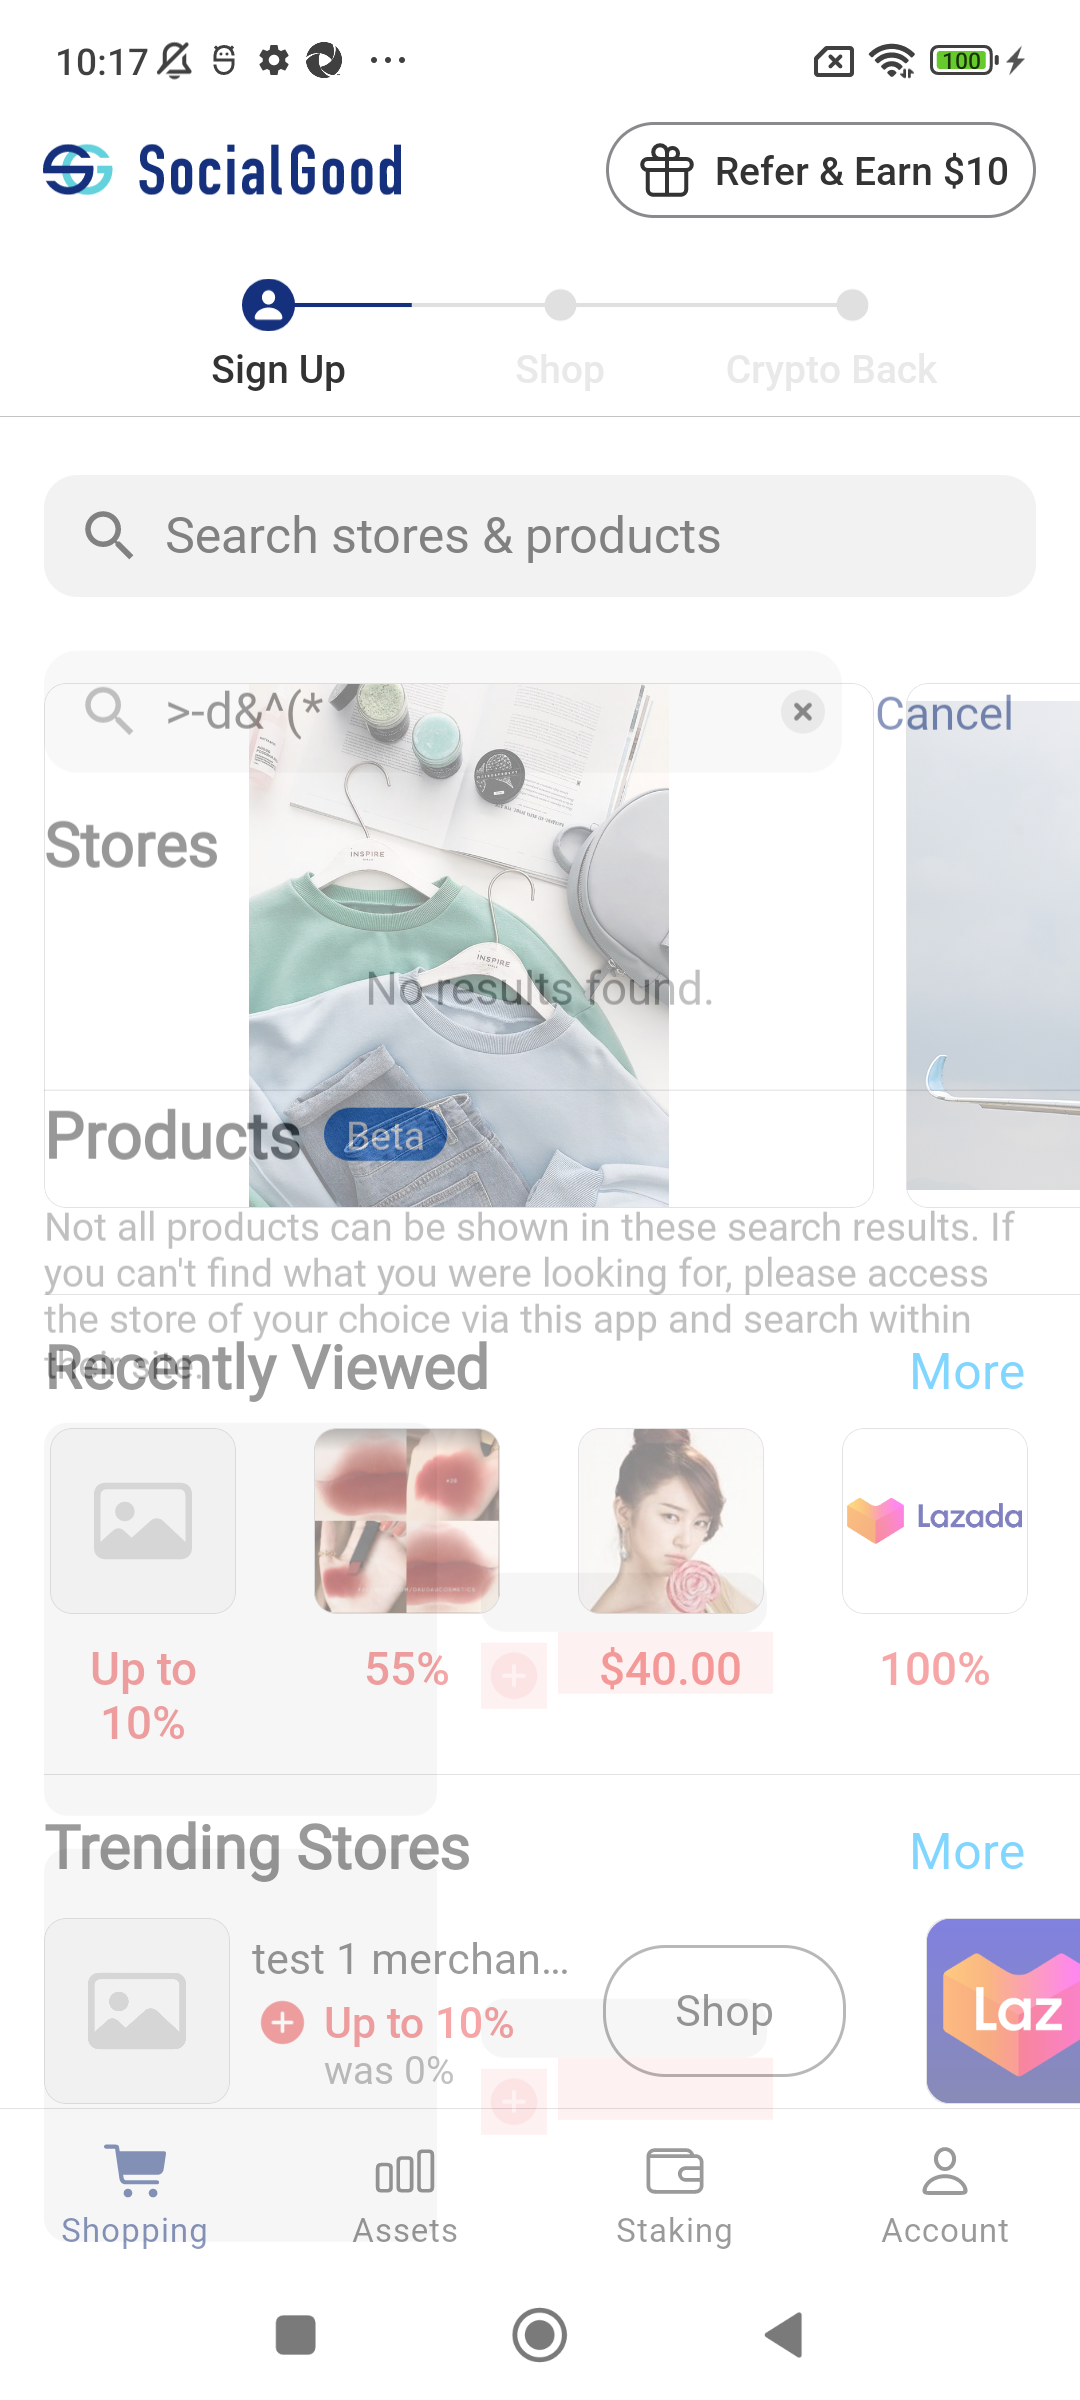 10:17
100
SocialGood
Refer & Earn $10
Sign Up
Shop
Crypto Back
Search stores & products
>-d&^(*
Cancel
Stores
INSPIRE
INSPIRE
No results found.
Products
Beta
Not all products can be shown in these search results. If
you can't find what you were looking for, please access
the store of your choice via this app and search within
their site.
Recently Viewed
More
Lazada
Up to
10%
55%
$40.00
100%
Trending Stores
More
test 1 merchan...
Up to 10%
was 0%
Shop
Laz
Shopping
Assets
Staking
Account